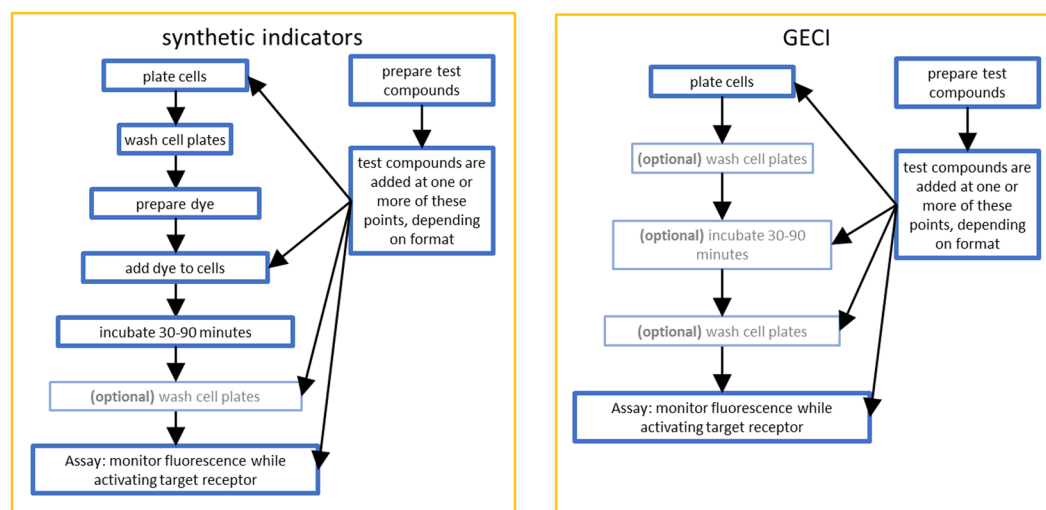 synthetic indicators
plate cells
wash cell plates
prepare dye
add dye to cells
incubate 30-90 minutes
(optional) wash cell plates
Assay: monitor fluorescence while
activating target receptor
prepare test
compounds
test compounds are
added at one or
more of these
points, depending
on format
GECI
plate cells
(optional) wash cell plates
(optional) incubate 30-90
minutes
(optional) wash cell plates
Assay: monitor fluorescence while
activating target receptor
prepare test
compounds
test compounds are
added at one or
more of these
points, depending
on format